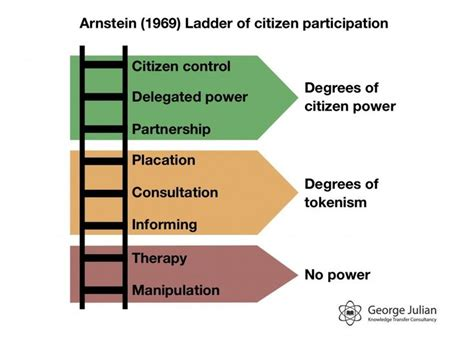 Arnstein (1969) Ladder of citizen participation
Citizen control
Delegated power
Partnership
Degrees of
citizen power
Placation
Consultation
Informing
Degrees of
tokenism
Therapy
Manipulation
No power
George Julian
Knowledge Transfer Consultancy